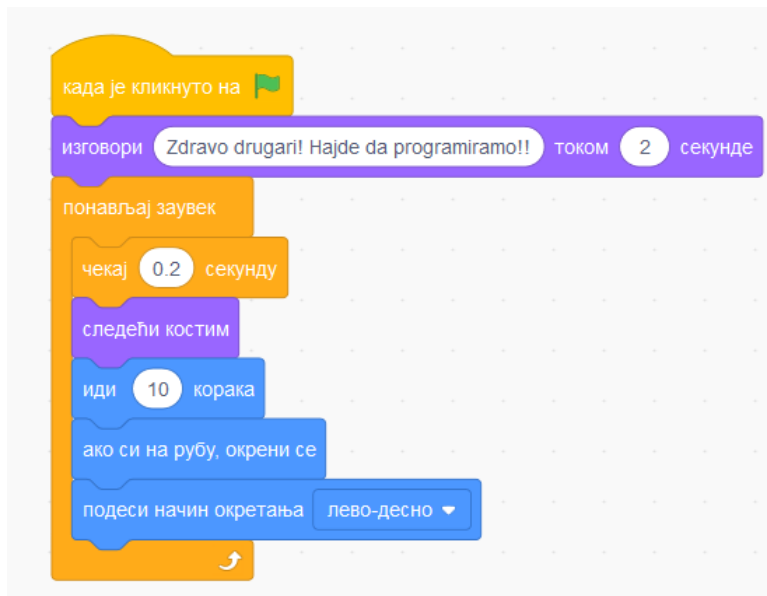 када је кликнуто на
изговори Zdravo drugari! Hajde da programiramo!! током 2 секунде
понављај заувек
чекај 0.2 секунду
следећи костим
иди 10 корака
ако си на рубу, окрени се
подеси начин окретања лево-десно